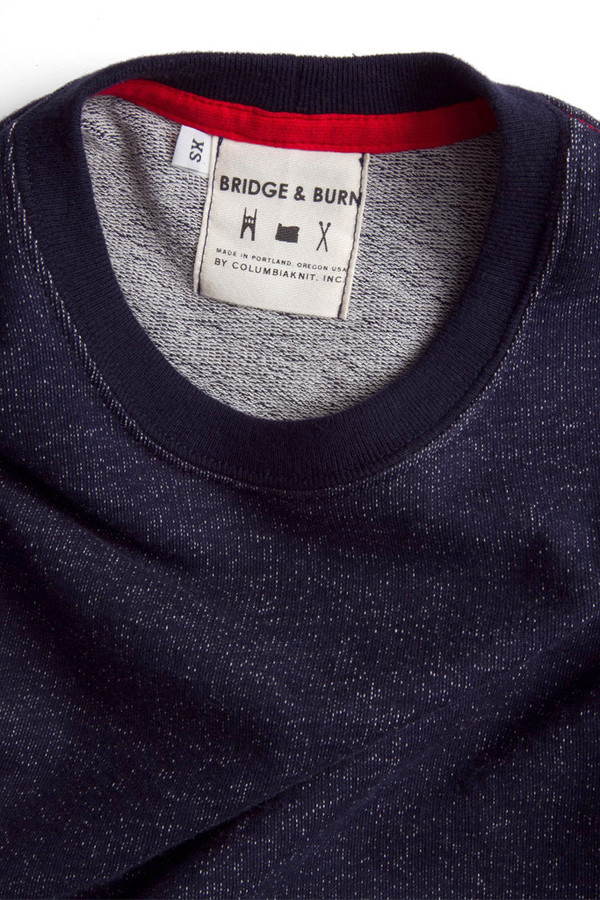 XS
BRIDGE & BURN
MADE IN PORTLAND, OREGON USA
BY COLUMBIAKNIT, INC.